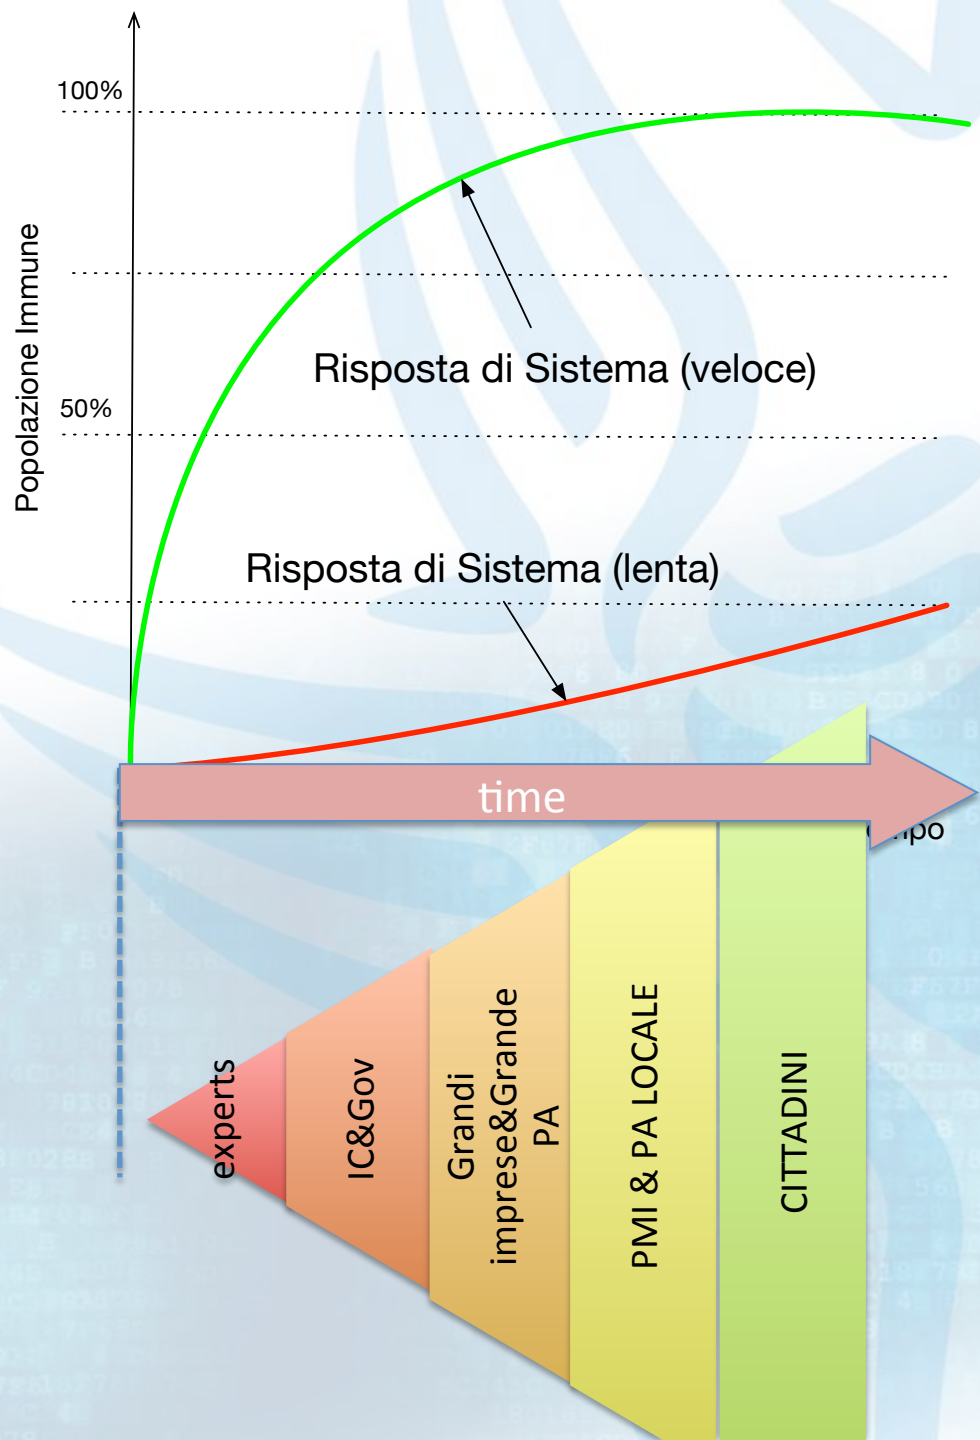 100%
Popolazione Immune
Risposta di Sistema (veloce)
50%
Risposta di Sistema (lenta)
time
experts
IC&Gov
Grandi
imprese&Grande
PA
PMI & PA LOCALE
CITTADINI